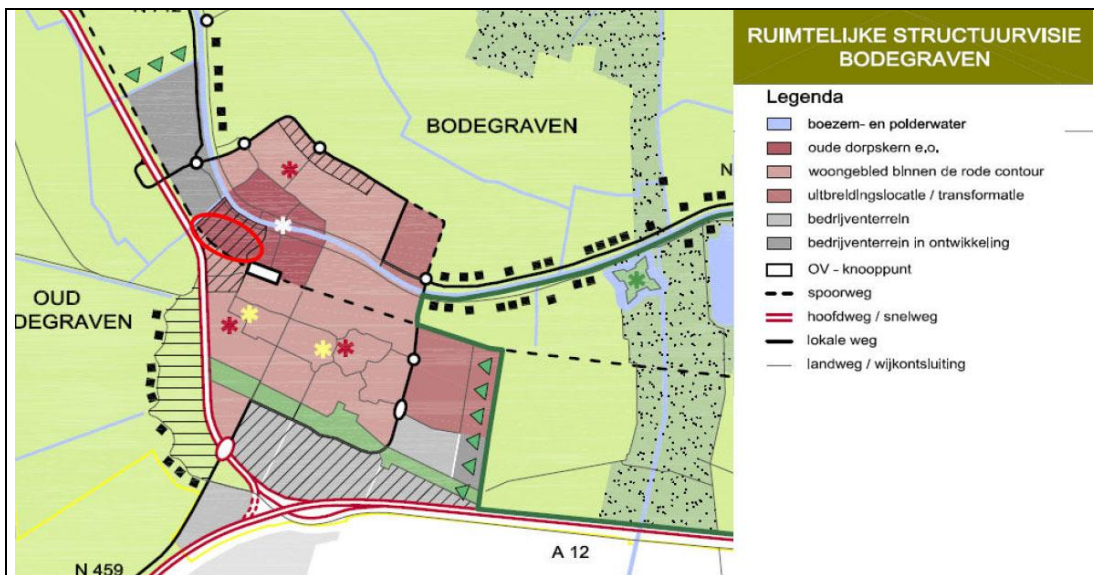 RUIMTELIJKE STRUCTUURVISIE
BODEGRAVEN
Legenda
boezem- en polderwater
oude dorpskern e.o.
woongebied binnen de rode contour
uitbreidingslocatie / transformatie
bedrijventerrein
bedrijventerrein in ontwikkeling
OV - knooppunt
spoorweg
hoofdweg / snelweg
lokale weg
landweg / wijkontsluiting
BODEGRAVEN
N
OUD
DEGRAVEN
A 12
N 459